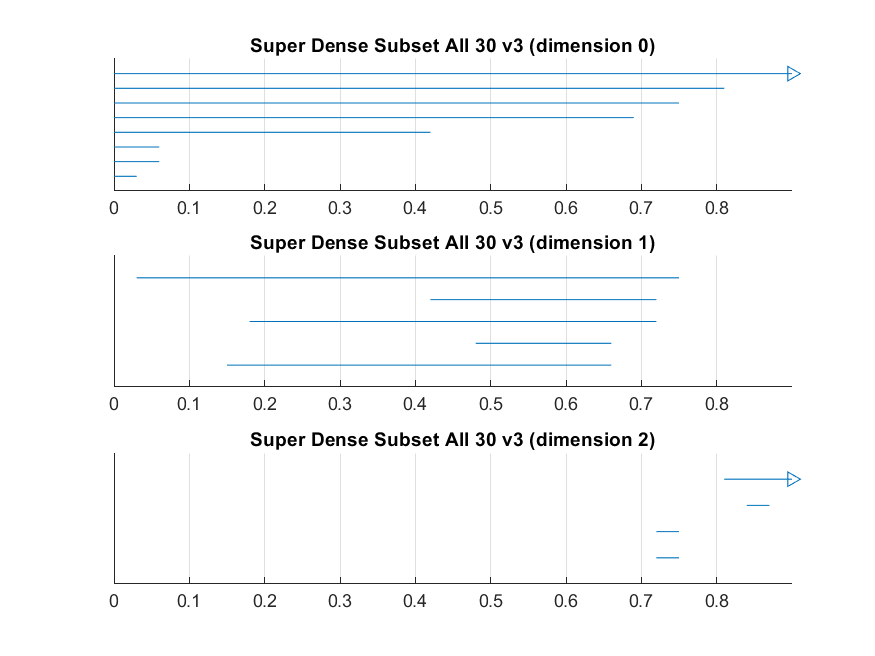 Super Dense Subset All 30 v3 (dimension 0)
0 0.1 0.2 0.3 0.4 0.5 0.6 0.7 0.8
Super Dense Subset All 30 v3 (dimension 1)
0 0.1 0.2 0.3 0.4 0.5 0.6 0.7 0.8
Super Dense Subset All 30 v3 (dimension 2)
0 0.1 0.2 0.3 0.4 0.5 0.6 0.7 0.8